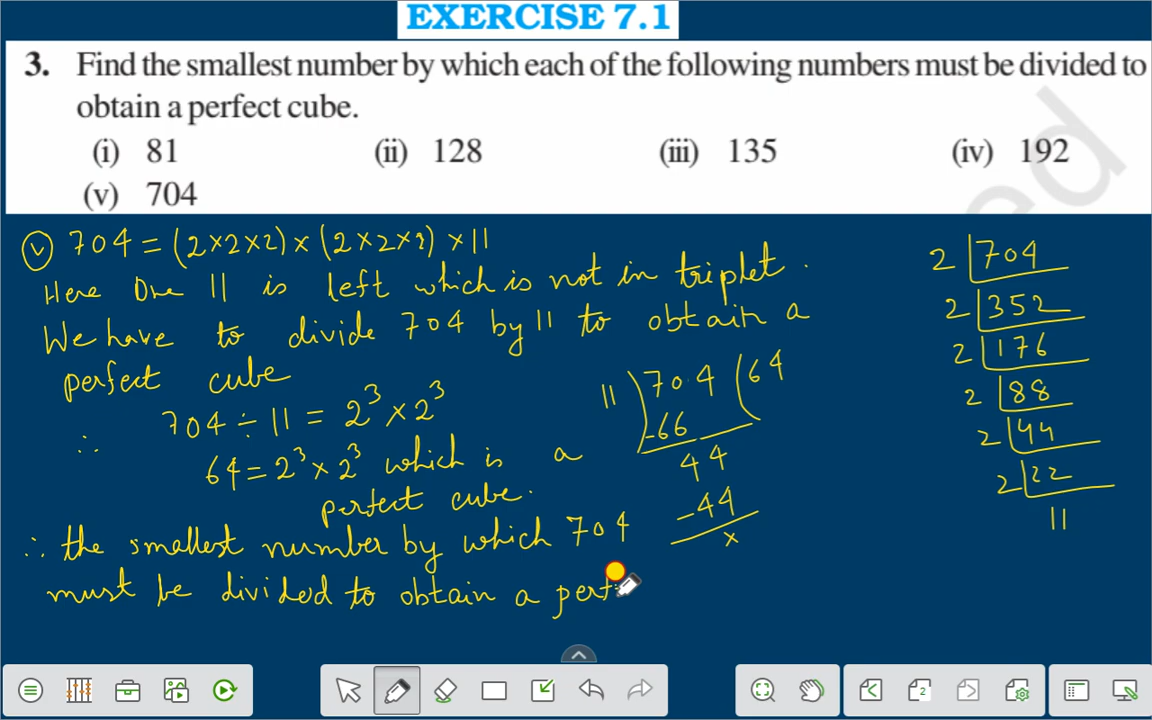 EXERCISE 7.1
3. Find the smallest number by which each of the following numbers must be divided to
obtain a perfect cube.
(i) 81 (ii) 128 (iii) 135 (iv) 192
(v) 704
(v) 704 = (2×2×2) × (2×2×2) × 11
Here One 11 is left which is not in triplet.
We have to divide 704 by 11 to obtain a
perfect cube
∴ 704 ÷ 11 = 2³ × 2³
64 = 2³ × 2³ which is a
perfect cube.
∴ the smallest number by which 704
must be divided to obtain a perf
11 ) 704 ( 64
-66
44
-44
×
2 | 704
2 | 352
2 | 176
2 | 88
2 | 44
2 | 22
11
2